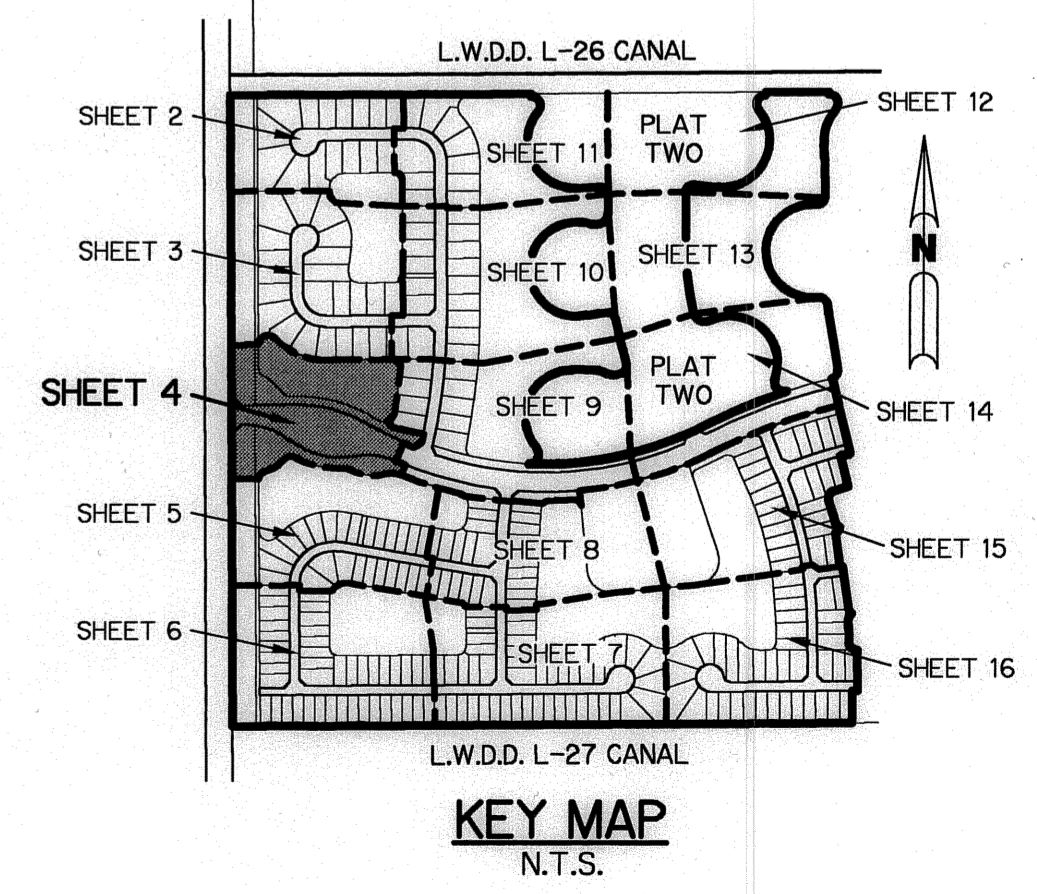 L.W.D.D. L-26 CANAL
SHEET 2
SHEET 12
PLAT
TWO
SHEET 11
SHEET 3
N
SHEET 13
SHEET 10
SHEET 4
PLAT
TWO
SHEET 9
SHEET 14
SHEET 5
SHEET 8
SHEET 15
SHEET 6
SHEET 7
SHEET 16
L.W.D.D. L-27 CANAL
KEY MAP
N.T.S.